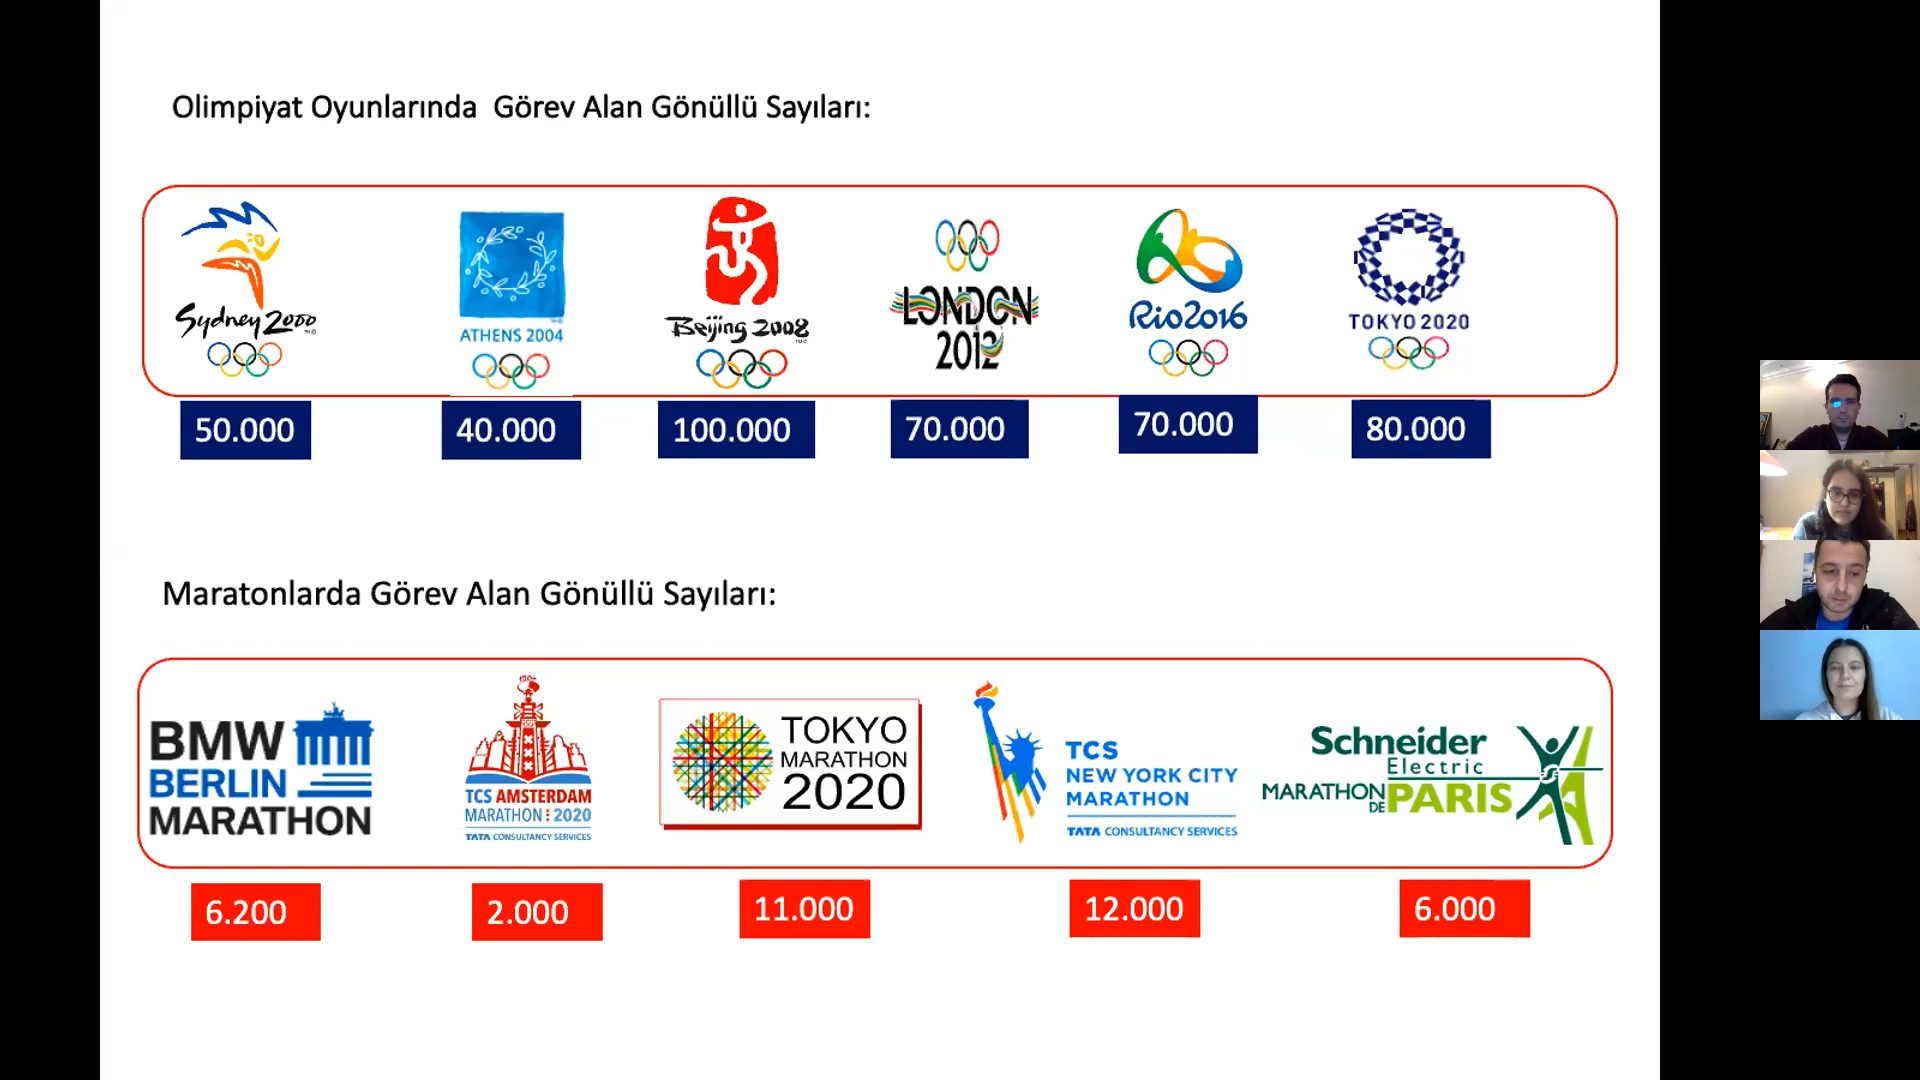 Olimpiyat Oyunlarında Görev Alan Gönüllü Sayıları:
Sydney 2000
ATHENS 2004
Beijing 2008
LONDON
2012
Rio2016
TOKYO 2020
50.000
40.000
100.000
70.000
70.000
80.000
Maratonlarda Görev Alan Gönüllü Sayıları:
BMW
BERLIN
MARATHON
TCS AMSTERDAM
MARATHON : 2020
TATA CONSULTANCY SERVICES
TOKYO
MARATHON
2020
TCS
NEW YORK CITY
MARATHON
TATA CONSULTANCY SERVICES
Schneider
Electric
MARATHON
DE PARIS
6.200
2.000
11.000
12.000
6.000